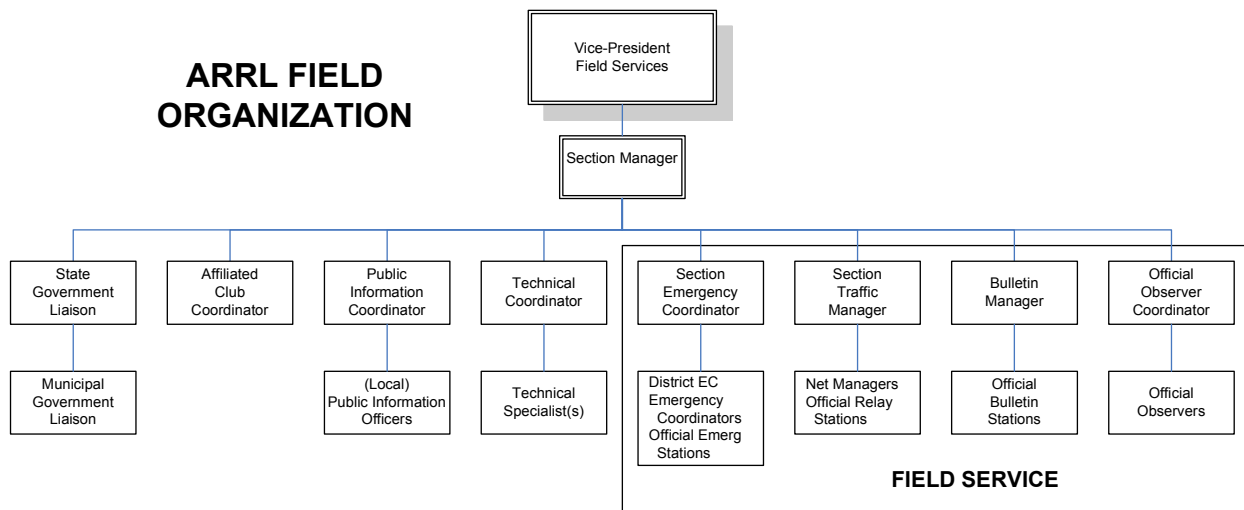 ARRL FIELD
ORGANIZATION
Vice-President
Field Services
Section Manager
State
Government
Liaison
Affiliated
Club
Coordinator
Public
Information
Coordinator
Technical
Coordinator
Section
Emergency
Coordinator
Section
Traffic
Manager
Bulletin
Manager
Official
Observer
Coordinator
Municipal
Government
Liaison
(Local)
Public Information
Officers
Technical
Specialist(s)
District EC
Emergency
Coordinators
Official Emerg
Stations
Net Managers
Official Relay
Stations
Official
Bulletin
Stations
Official
Observers
FIELD SERVICE